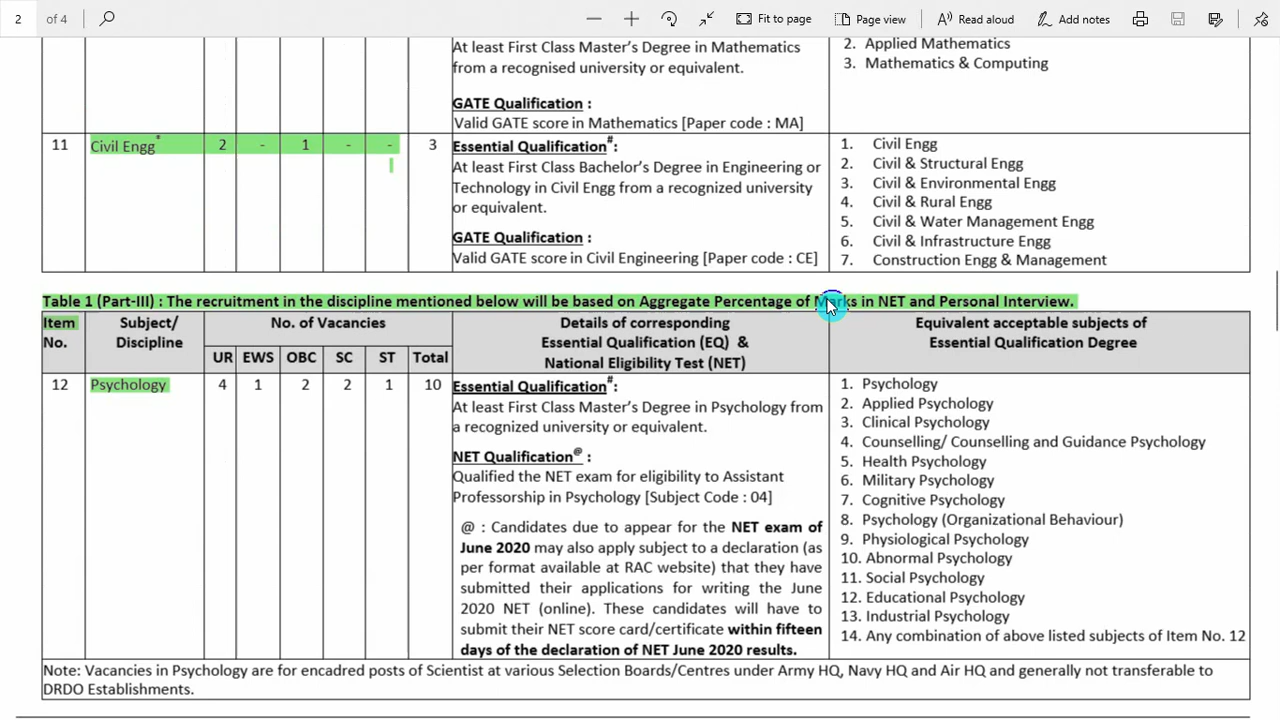 2 of 4 Fit to page Page view Read aloud Add notes
At least First Class Master's Degree in Mathematics
from a recognised university or equivalent.
GATE Qualification :
Valid GATE score in Mathematics [Paper code : MA]
2. Applied Mathematics
3. Mathematics & Computing
11 Civil Engg* 2 - 1 - - 3
Essential Qualification#:
At least First Class Bachelor's Degree in Engineering or
Technology in Civil Engg from a recognized university
or equivalent.
GATE Qualification :
Valid GATE score in Civil Engineering [Paper code : CE]
1. Civil Engg
2. Civil & Structural Engg
3. Civil & Environmental Engg
4. Civil & Rural Engg
5. Civil & Water Management Engg
6. Civil & Infrastructure Engg
7. Construction Engg & Management
Table 1 (Part-III) : The recruitment in the discipline mentioned below will be based on Aggregate Percentage of Marks in NET and Personal Interview.
Item
No.
Subject/
Discipline
No. of Vacancies
UR EWS OBC SC ST Total
Details of corresponding
Essential Qualification (EQ) &
National Eligibility Test (NET)
Equivalent acceptable subjects of
Essential Qualification Degree
12 Psychology 4 1 2 2 1 10
Essential Qualification#:
At least First Class Master's Degree in Psychology from
a recognized university or equivalent.
NET Qualification@ :
Qualified the NET exam for eligibility to Assistant
Professorship in Psychology [Subject Code : 04]
@ : Candidates due to appear for the NET exam of
June 2020 may also apply subject to a declaration (as
per format available at RAC website) that they have
submitted their applications for writing the June
2020 NET (online). These candidates will have to
submit their NET score card/certificate within fifteen
days of the declaration of NET June 2020 results.
1. Psychology
2. Applied Psychology
3. Clinical Psychology
4. Counselling/ Counselling and Guidance Psychology
5. Health Psychology
6. Military Psychology
7. Cognitive Psychology
8. Psychology (Organizational Behaviour)
9. Physiological Psychology
10. Abnormal Psychology
11. Social Psychology
12. Educational Psychology
13. Industrial Psychology
14. Any combination of above listed subjects of Item No. 12
Note: Vacancies in Psychology are for encadred posts of Scientist at various Selection Boards/Centres under Army HQ, Navy HQ and Air HQ and generally not transferable to
DRDO Establishments.